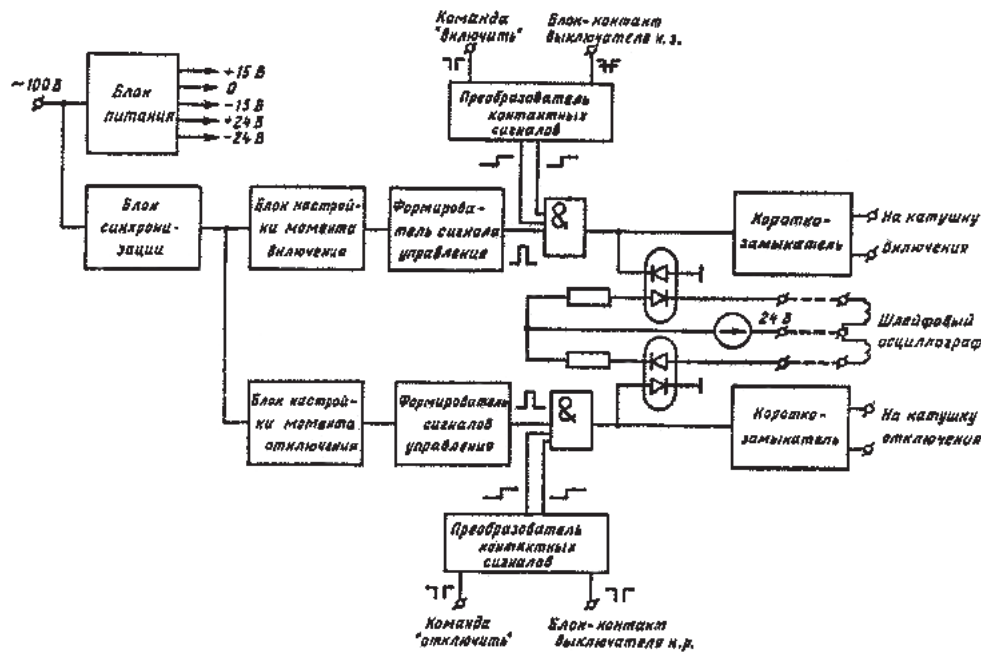 Команда
"включить"
Блок-контакт
выключателя н.з.
~100 В
Блок
питания
+15 В
0
-15 В
+24 В
-24 В
Преобразователь
контактных
сигналов
Блок
синхрони-
зации
Блок настрой-
ки момента
включения
Формирова-
тель сигнала
управления
&
Коротко-
замыкатель
На катушку
включения
24 В
Шлейфовый
осциллограф
Блок настрой-
ки момента
отключения
Формирователь
сигналов
управления
&
Коротко-
замыкатель
На катушку
отключения
Преобразователь
контактных
сигналов
Команда
"отключить"
Блок-контакт
выключателя н.р.